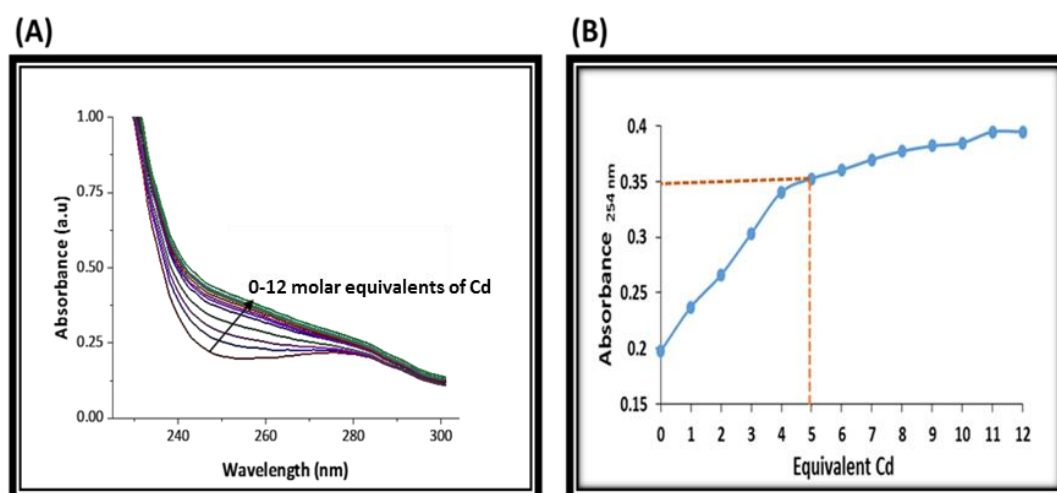 (A)
Absorbance (a.u)
1.00
0.75
0.50
0.25
0.00
0-12 molar equivalents of Cd
240 260 280 300
Wavelength (nm)
(B)
Absorbance 254 nm
0.4
0.35
0.3
0.25
0.2
0.15
0 1 2 3 4 5 6 7 8 9 10 11 12
Equivalent Cd